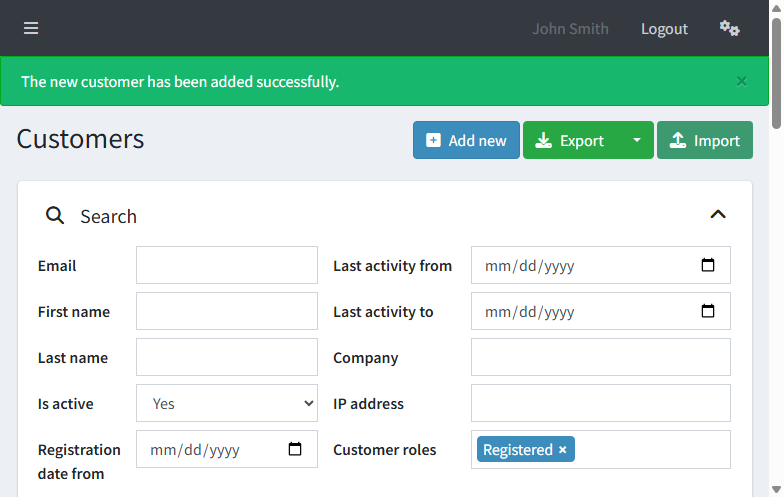 John Smith Logout
The new customer has been added successfully. ×
Customers
Add new Export Import
Search
Email Last activity from mm/dd/yyyy
First name Last activity to mm/dd/yyyy
Last name Company
Is active Yes IP address
Registration date from mm/dd/yyyy Customer roles Registered ×